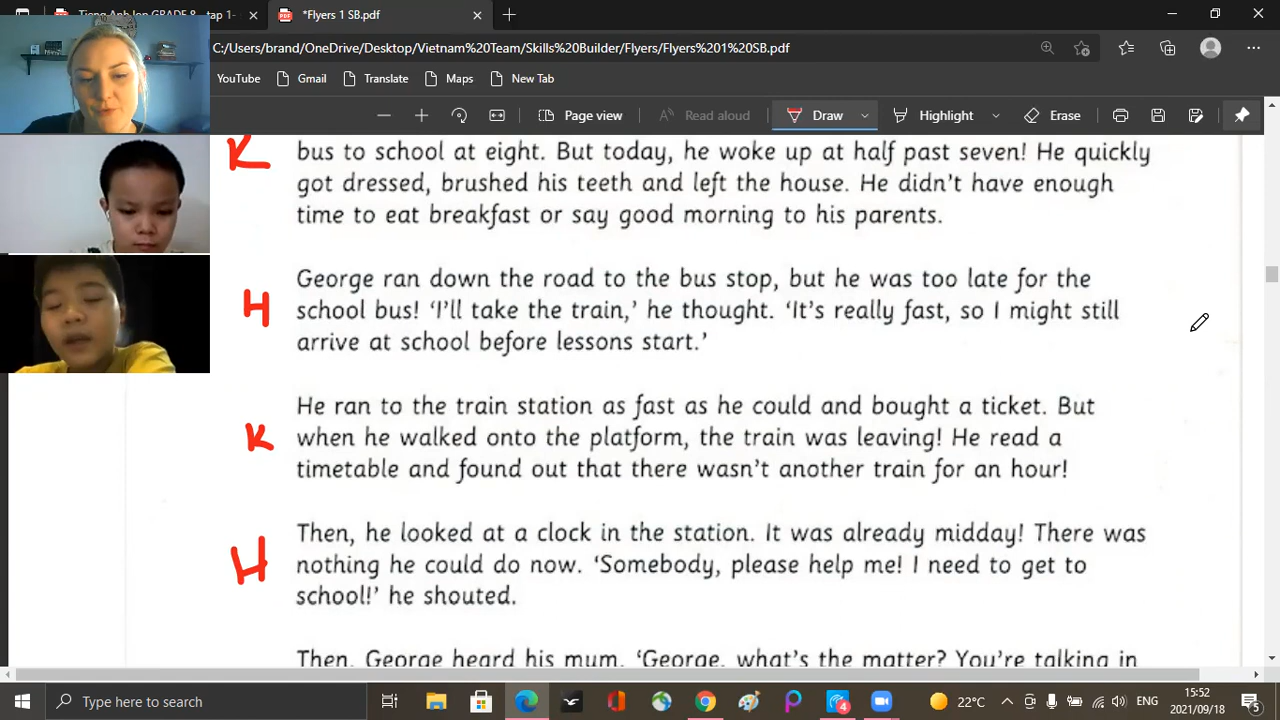 Tieng Anh lop GRADE 8 - tap 1-
*Flyers 1 SB.pdf
C:/Users/brand/OneDrive/Desktop/Vietnam%20Team/Skills%20Builder/Flyers/Flyers%201%20SB.pdf
YouTube Gmail Translate Maps New Tab
Page view Read aloud Draw Highlight Erase
K
bus to school at eight. But today, he woke up at half past seven! He quickly
got dressed, brushed his teeth and left the house. He didn't have enough
time to eat breakfast or say good morning to his parents.
George ran down the road to the bus stop, but he was too late for the
H
school bus! 'I'll take the train,' he thought. 'It's really fast, so I might still
arrive at school before lessons start.'
He ran to the train station as fast as he could and bought a ticket. But
K
when he walked onto the platform, the train was leaving! He read a
timetable and found out that there wasn't another train for an hour!
Then, he looked at a clock in the station. It was already midday! There was
H
nothing he could do now. 'Somebody, please help me! I need to get to
school!' he shouted.
Then, George heard his mum. 'George, what's the matter? You're talking in
Type here to search
4
22°C
ENG
15:52
2021/09/18
5